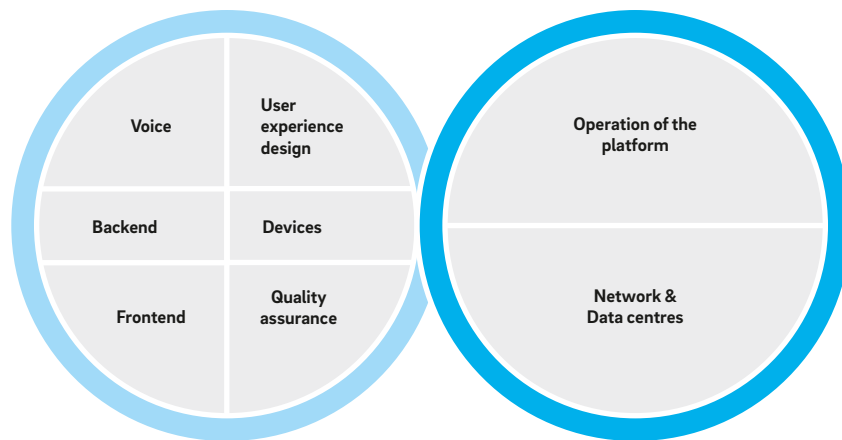 Voice
User
experience
design
Backend
Devices
Frontend
Quality
assurance
Operation of the
platform
Network &
Data centres